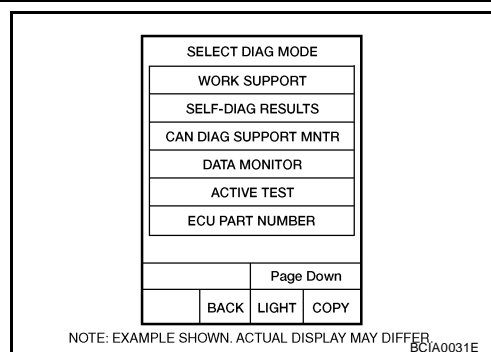 SELECT DIAG MODE
WORK SUPPORT
SELF-DIAG RESULTS
CAN DIAG SUPPORT MNTR
DATA MONITOR
ACTIVE TEST
ECU PART NUMBER
Page Down
BACK LIGHT COPY
NOTE: EXAMPLE SHOWN. ACTUAL DISPLAY MAY DIFFER.
BCIA0031E